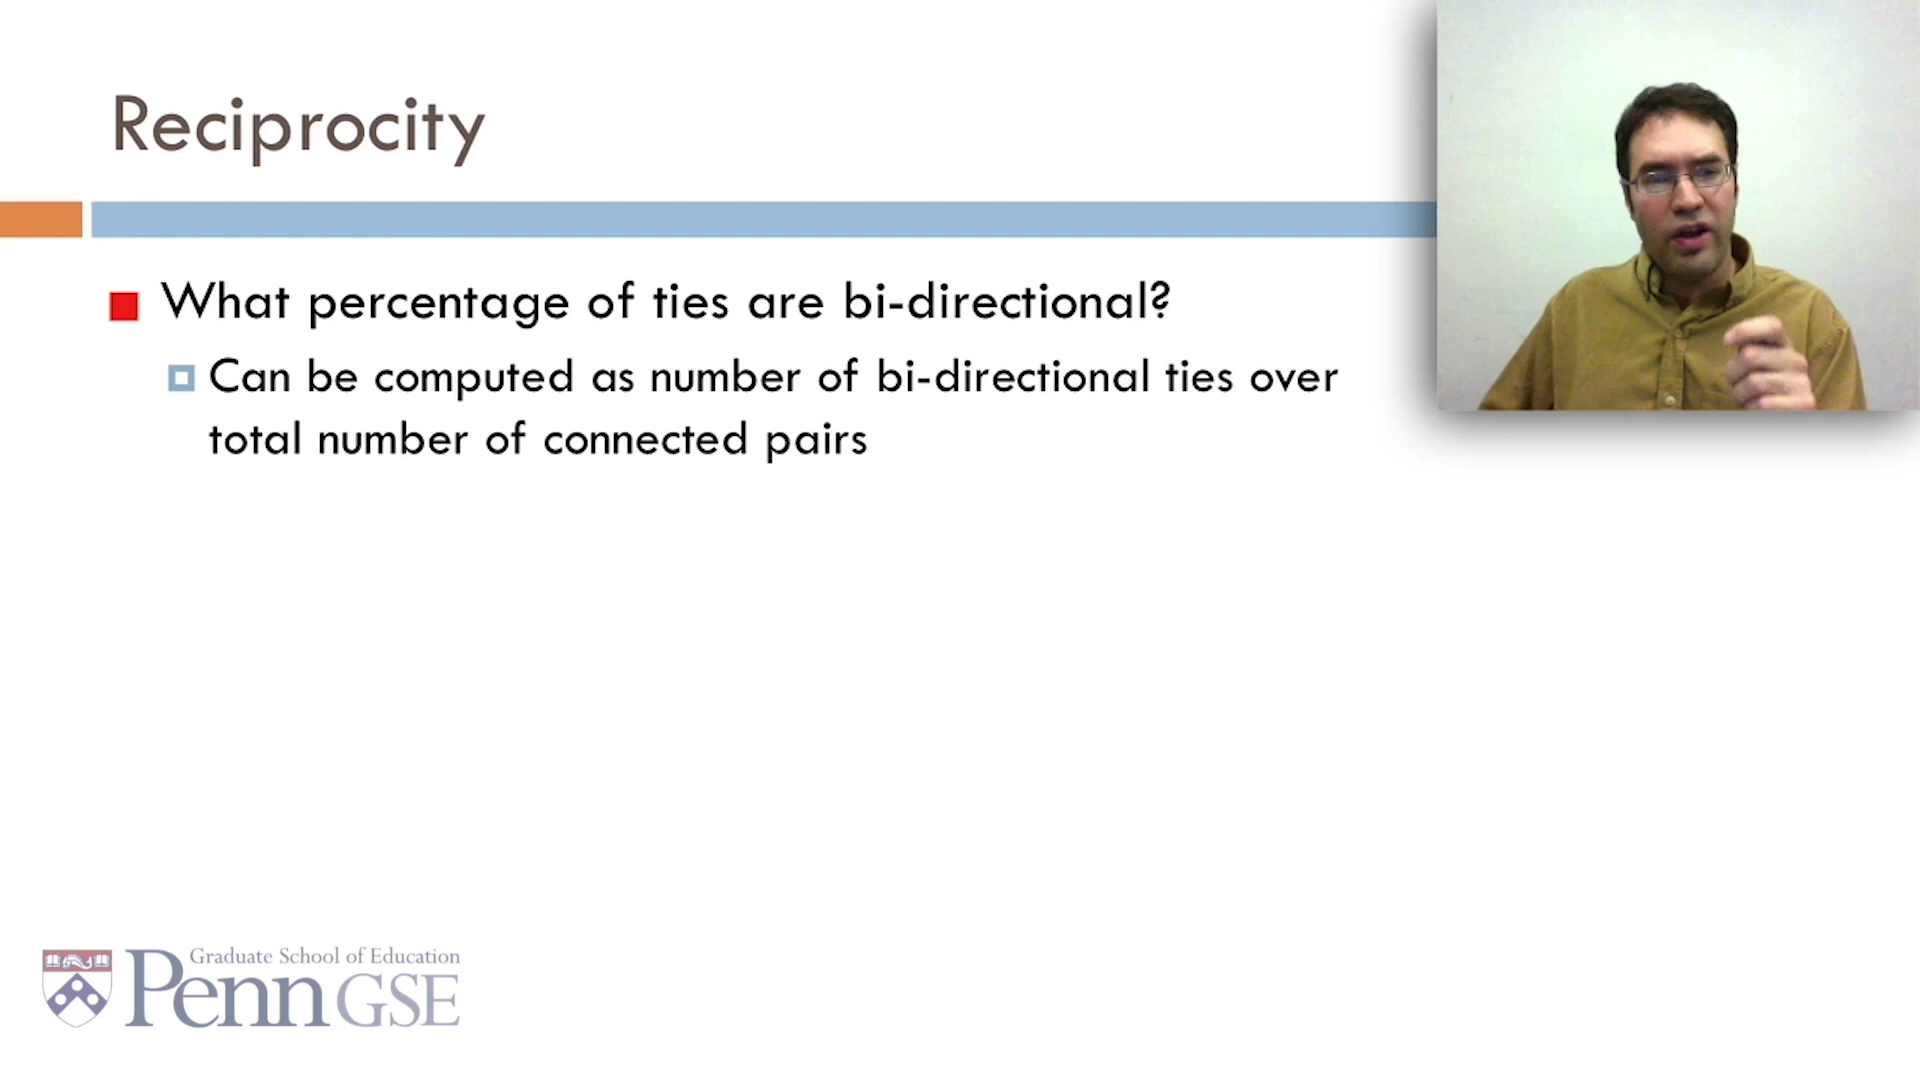 Reciprocity
What percentage of ties are bi-directional?
Can be computed as number of bi-directional ties over
total number of connected pairs
Graduate School of Education
Penn GSE